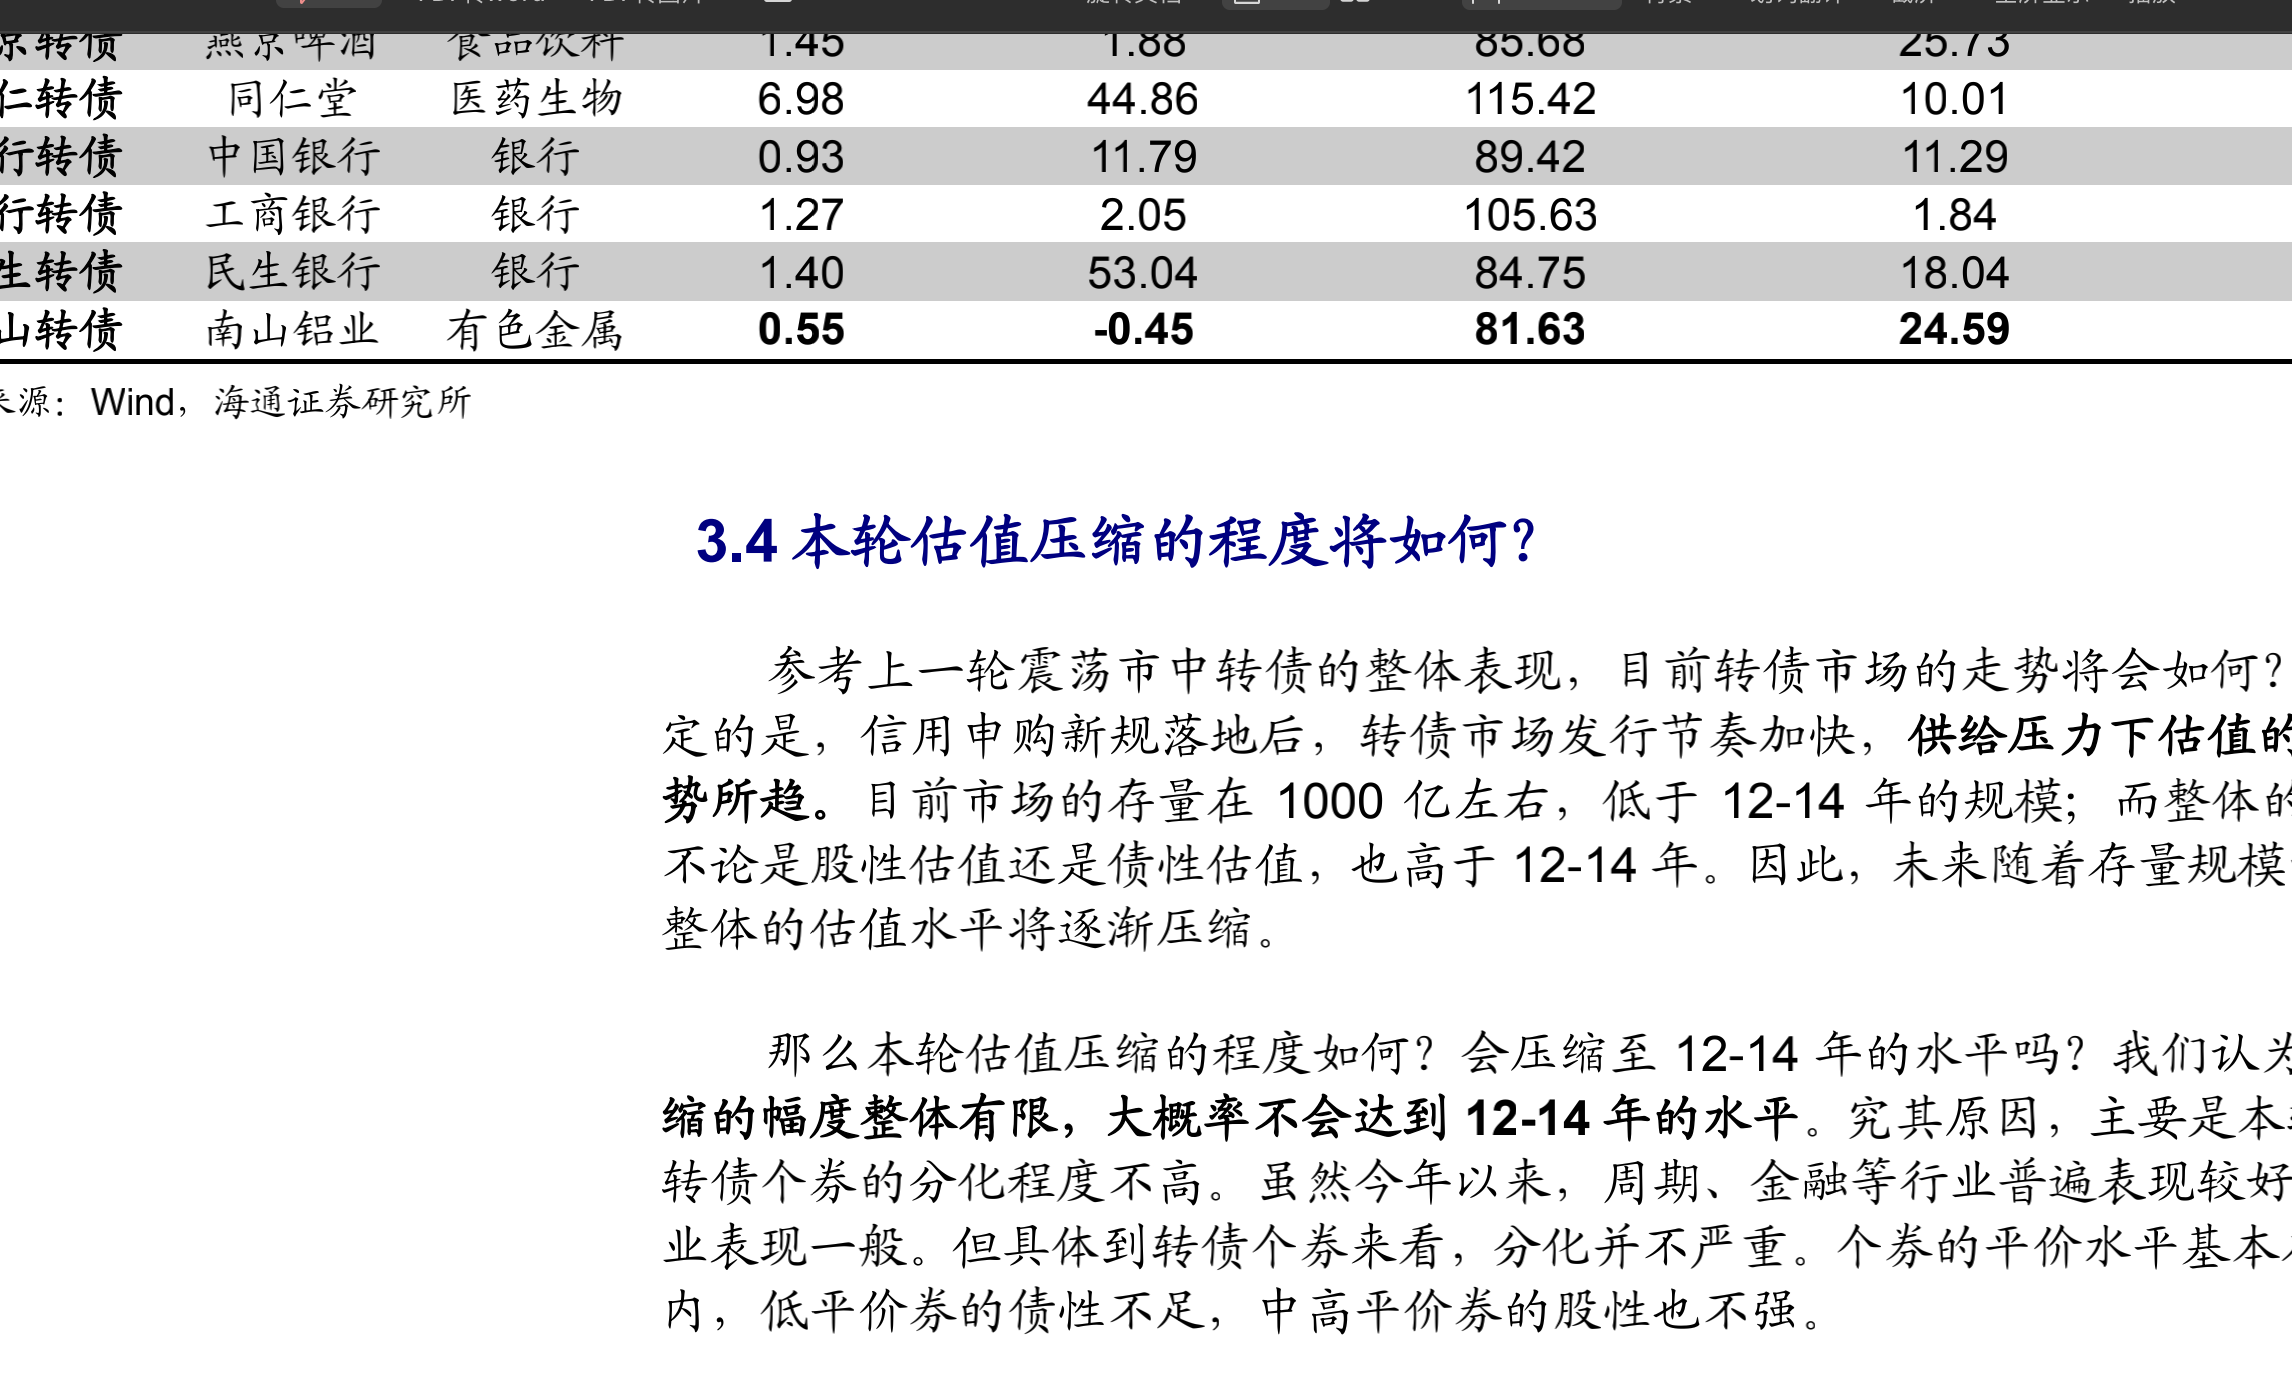 京转债 燕京啤酒 食品饮料 1.45 1.88 85.68 25.73
仁转债 同仁堂 医药生物 6.98 44.86 115.42 10.01
行转债 中国银行 银行 0.93 11.79 89.42 11.29
行转债 工商银行 银行 1.27 2.05 105.63 1.84
生转债 民生银行 银行 1.40 53.04 84.75 18.04
山转债 南山铝业 有色金属 0.55 -0.45 81.63 24.59
来源：Wind，海通证券研究所
3.4 本轮估值压缩的程度将如何？
参考上一轮震荡市中转债的整体表现，目前转债市场的走势将会如何？
定的是，信用申购新规落地后，转债市场发行节奏加快，供给压力下估值的
势所趋。目前市场的存量在 1000 亿左右，低于 12-14 年的规模；而整体的
不论是股性估值还是债性估值，也高于 12-14 年。因此，未来随着存量规模
整体的估值水平将逐渐压缩。
那么本轮估值压缩的程度如何？会压缩至 12-14 年的水平吗？我们认为
缩的幅度整体有限，大概率不会达到 12-14 年的水平。究其原因，主要是本
转债个券的分化程度不高。虽然今年以来，周期、金融等行业普遍表现较好
业表现一般。但具体到转债个券来看，分化并不严重。个券的平价水平基本
内，低平价券的债性不足，中高平价券的股性也不强。